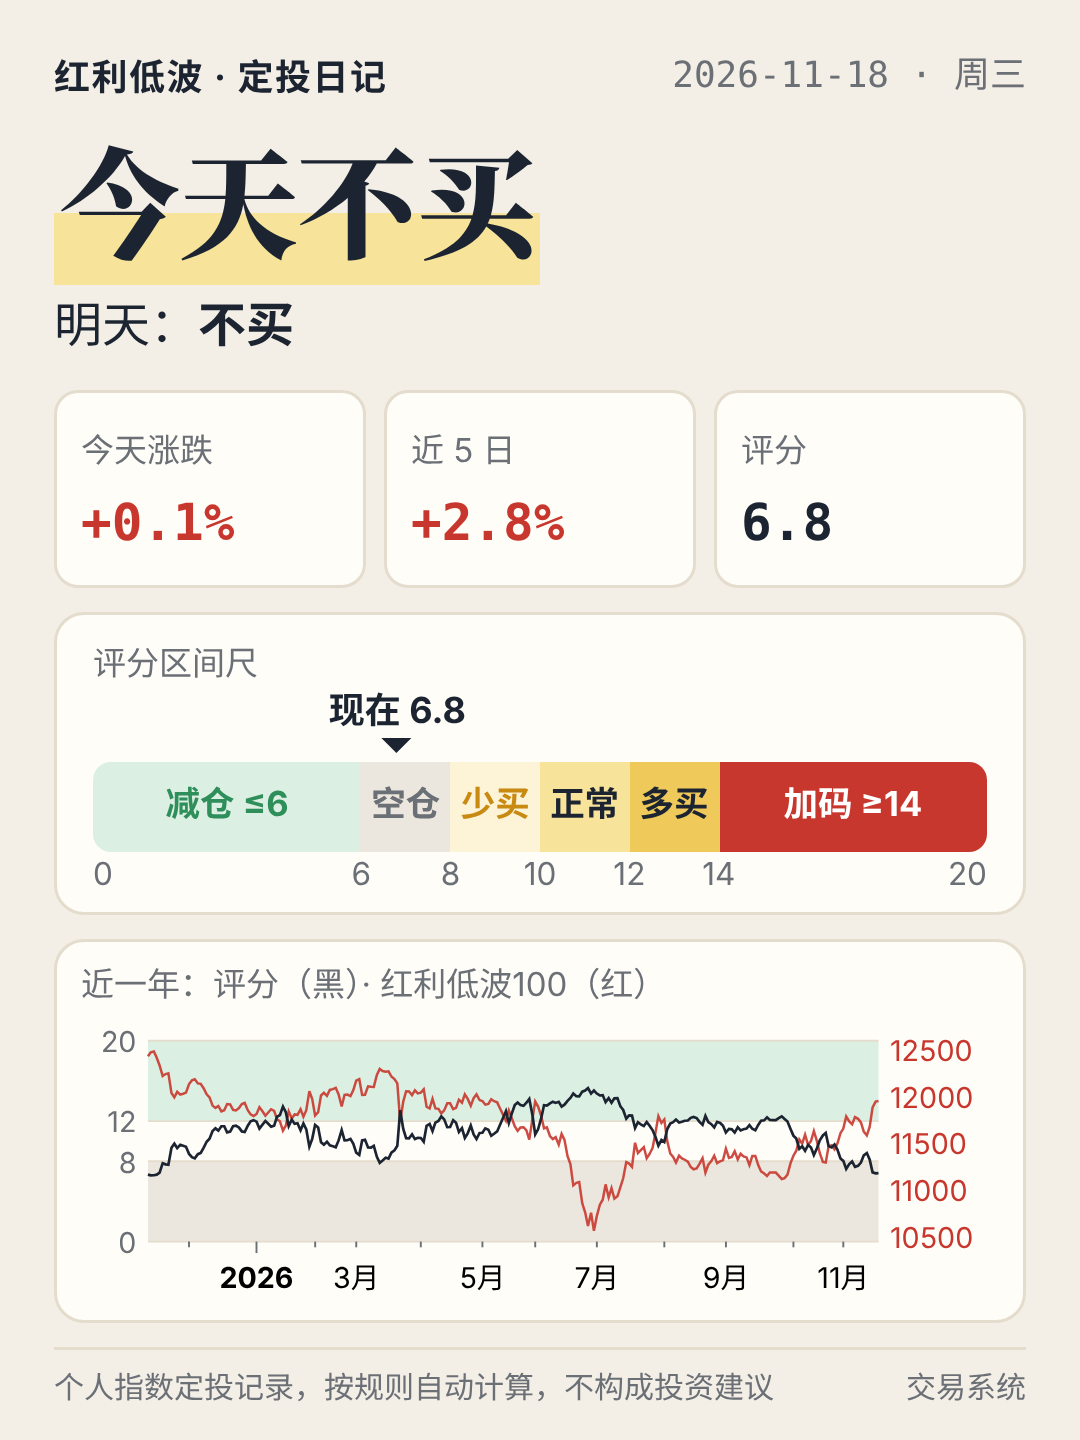 红利低波 · 定投日记
2026-11-18 · 周三
今天不买
明天：不买
今天涨跌
+0.1%
近 5 日
+2.8%
评分
6.8
评分区间尺
现在 6.8
减仓 ≤6 空仓 少买 正常 多买 加码 ≥14
0 6 8 10 12 14 20
近一年：评分（黑）· 红利低波100（红）
20
12
8
0
12500
12000
11500
11000
10500
2026 3月 5月 7月 9月 11月
个人指数定投记录，按规则自动计算，不构成投资建议
交易系统